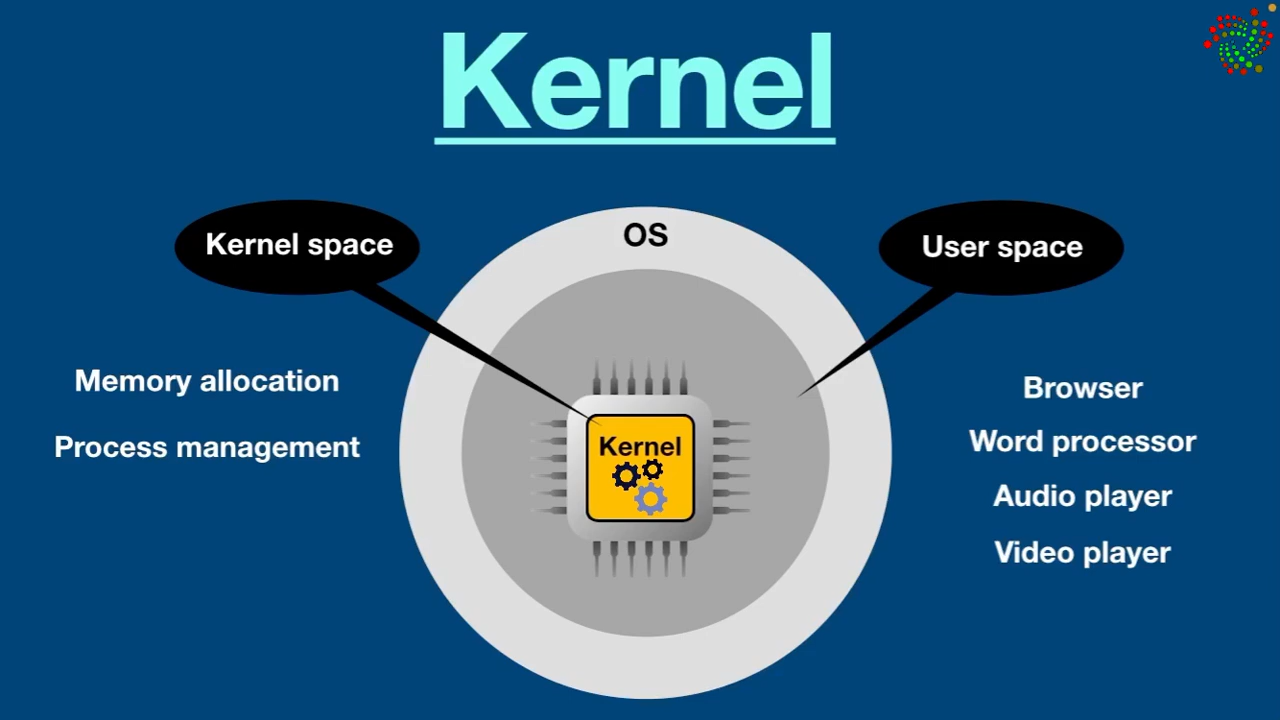 Kernel
Kernel space
OS
User space
Memory allocation
Process management
Kernel
Browser
Word processor
Audio player
Video player